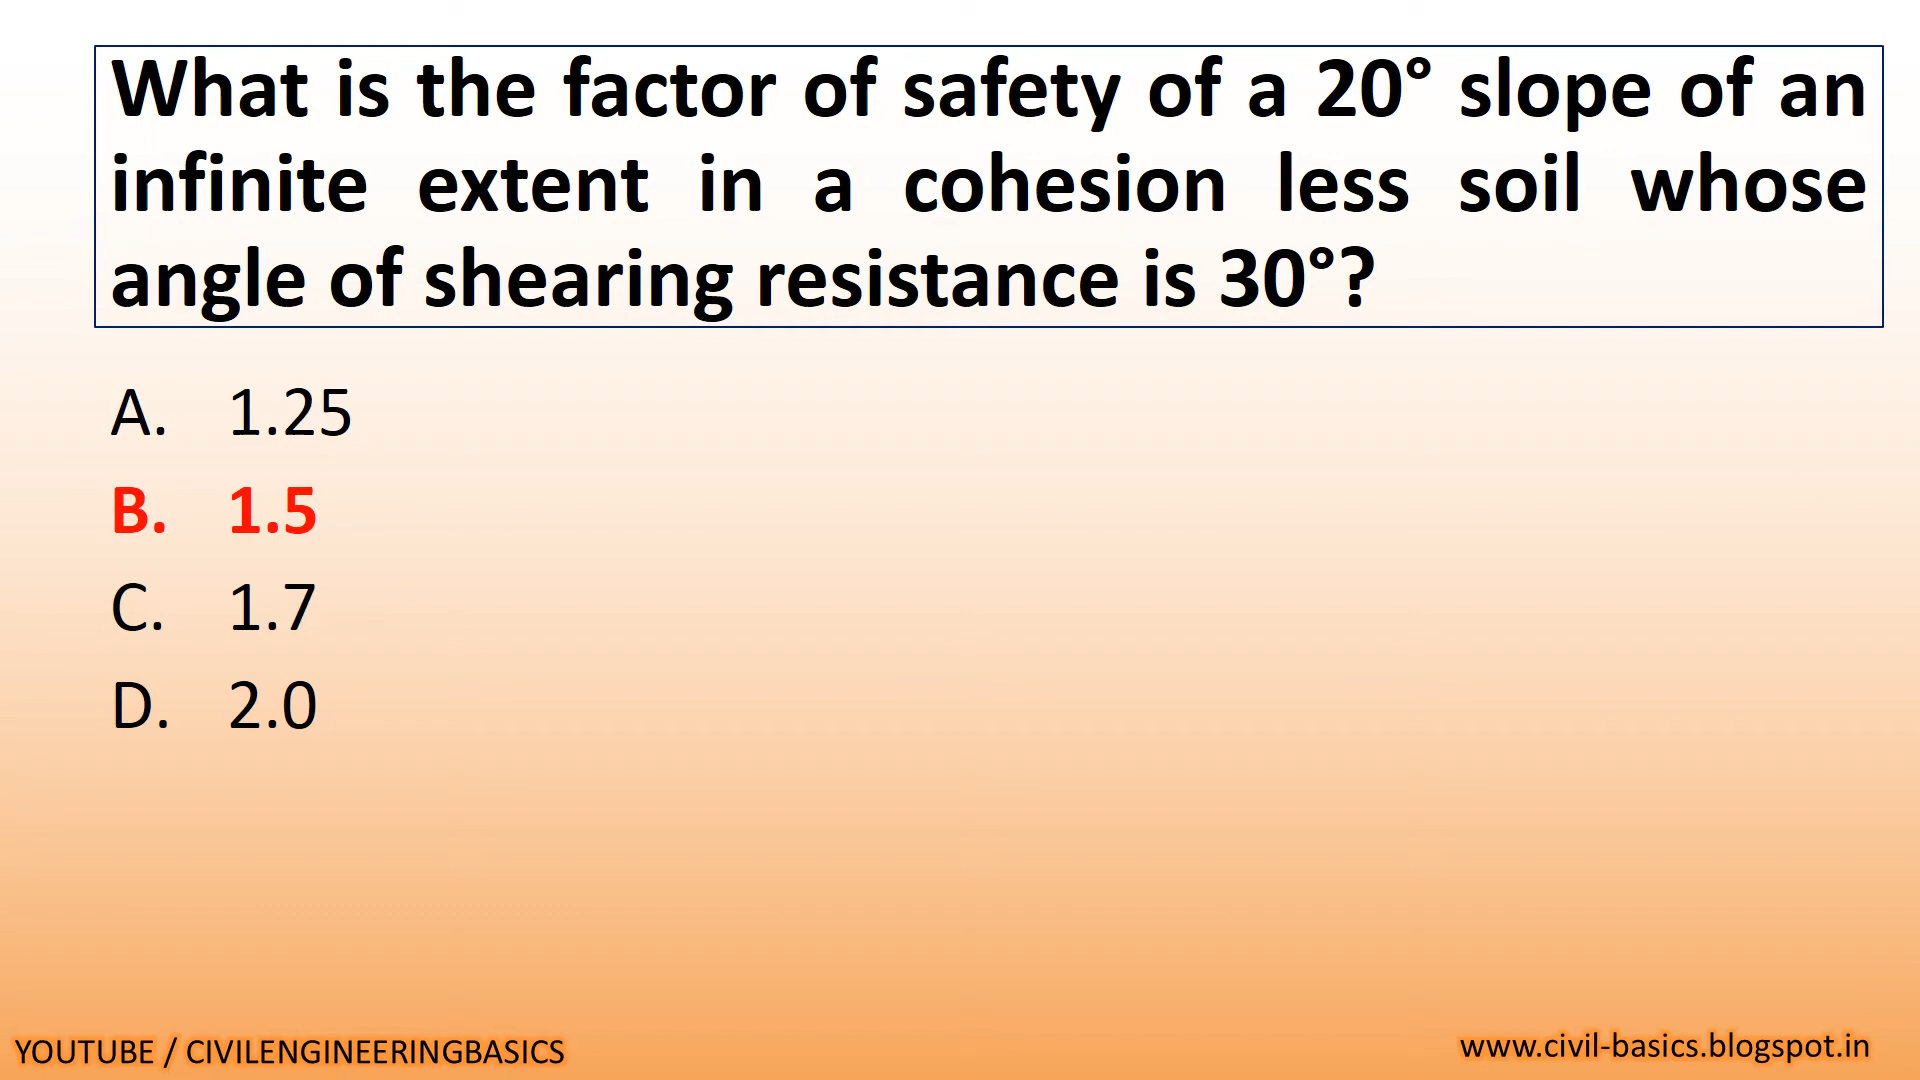 What is the factor of safety of a 20° slope of an
infinite extent in a cohesion less soil whose
angle of shearing resistance is 30°?
A. 1.25
B. 1.5
C. 1.7
D. 2.0
YOUTUBE / CIVILENGINEERINGBASICS
www.civil-basics.blogspot.in